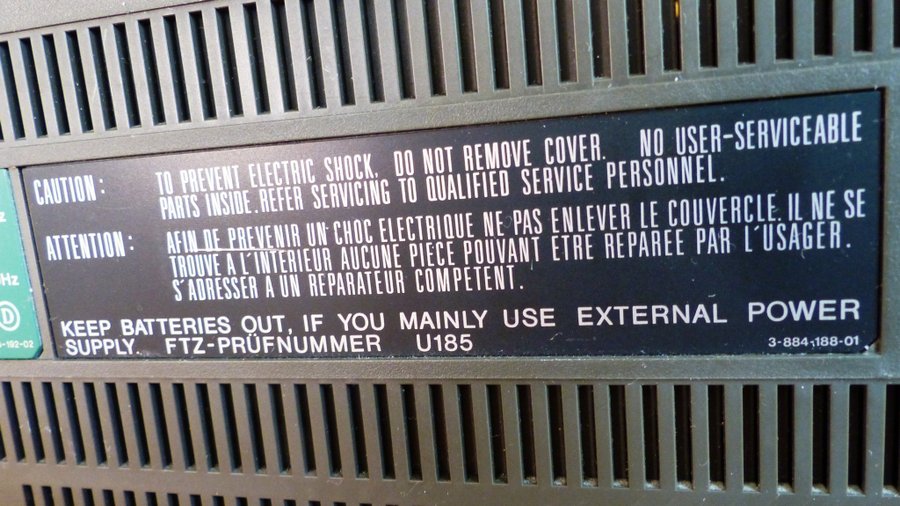 CAUTION: TO PREVENT ELECTRIC SHOCK, DO NOT REMOVE COVER. NO USER-SERVICEABLE
PARTS INSIDE. REFER SERVICING TO QUALIFIED SERVICE PERSONNEL.
ATTENTION: AFIN DE PREVENIR UN CHOC ELECTRIQUE NE PAS ENLEVER LE COUVERCLE. IL NE SE
TROUVE A L'INTERIEUR AUCUNE PIECE POUVANT ETRE REPAREE PAR L'USAGER.
S'ADRESSER A UN REPARATEUR COMPETENT.
KEEP BATTERIES OUT, IF YOU MAINLY USE EXTERNAL POWER
SUPPLY. FTZ-PRÜFNUMMER U185
3-884-188-01
z
Hz
D
-192-02